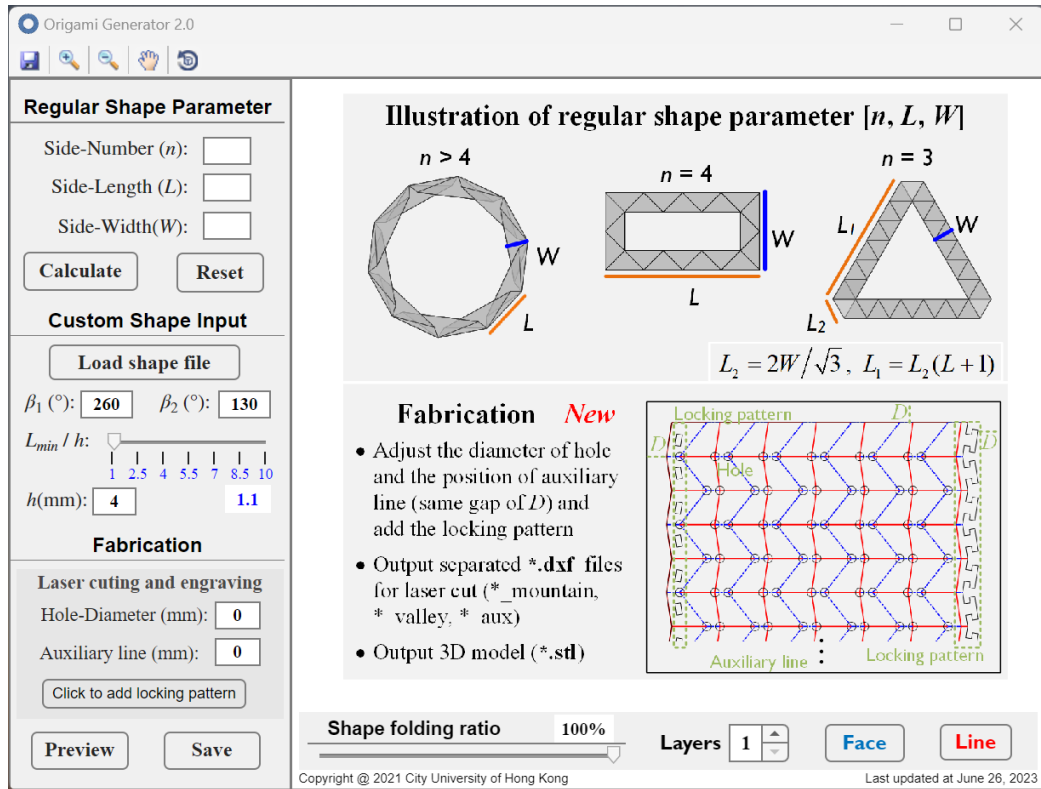 Origami Generator 2.0
Regular Shape Parameter
Side-Number (n):
Side-Length (L):
Side-Width(W):
Calculate Reset
Custom Shape Input
Load shape file
β1 (°): 260 β2 (°): 130
Lmin / h:
1 2.5 4 5.5 7 8.5 10
h(mm): 4 1.1
Fabrication
Laser cuting and engraving
Hole-Diameter (mm): 0
Auxiliary line (mm): 0
Click to add locking pattern
Preview Save
Illustration of regular shape parameter [n, L, W]
n > 4
W
L
n = 4
W
L
n = 3
L1
W
L2
L2 = 2W/√3, L1 = L2(L+1)
Fabrication New
• Adjust the diameter of hole
and the position of auxiliary
line (same gap of D) and
add the locking pattern
• Output separated *.dxf files
for laser cut (*_mountain,
*_valley, *_aux)
• Output 3D model (*.stl)
Locking pattern D
D D
Hole
Auxiliary line Locking pattern
Shape folding ratio 100%
Layers 1 Face Line
Copyright @ 2021 City University of Hong Kong Last updated at June 26, 2023